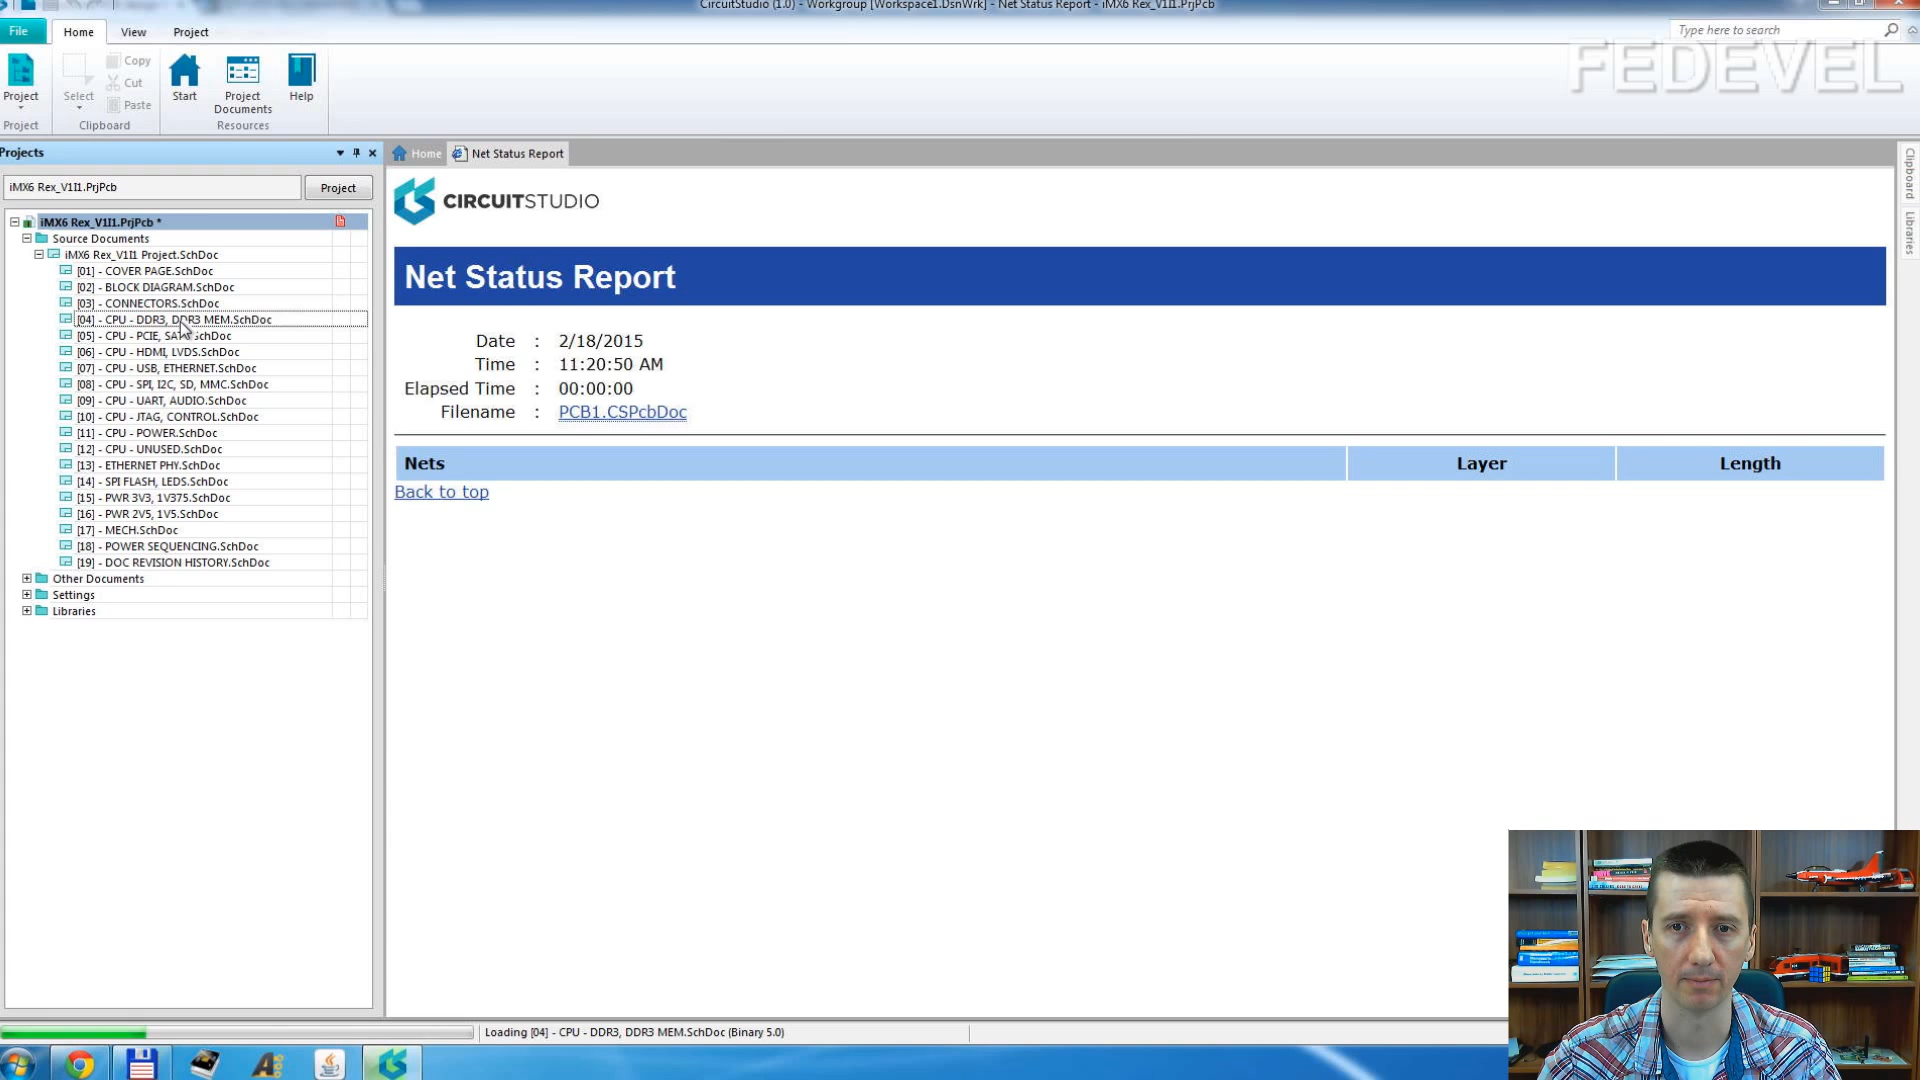 CircuitStudio (1.0) - Workgroup [Workspace1.DsnWrk] - Net Status Report - iMX6 Rex_V1I1.PrjPcb
File Home View Project
Type here to search
FEDEVEL
Project
Select
Copy
Cut
Paste
Start
Project Documents
Help
Project Clipboard Resources
Projects
Home Net Status Report
Clipboard
Libraries
iMX6 Rex_V1I1.PrjPcb
Project
CIRCUITSTUDIO
iMX6 Rex_V1I1.PrjPcb *
Source Documents
iMX6 Rex_V1I1 Project.SchDoc
[01] - COVER PAGE.SchDoc
[02] - BLOCK DIAGRAM.SchDoc
[03] - CONNECTORS.SchDoc
[04] - CPU - DDR3, DDR3 MEM.SchDoc
[05] - CPU - PCIE, SATA.SchDoc
[06] - CPU - HDMI, LVDS.SchDoc
[07] - CPU - USB, ETHERNET.SchDoc
[08] - CPU - SPI, I2C, SD, MMC.SchDoc
[09] - CPU - UART, AUDIO.SchDoc
[10] - CPU - JTAG, CONTROL.SchDoc
[11] - CPU - POWER.SchDoc
[12] - CPU - UNUSED.SchDoc
[13] - ETHERNET PHY.SchDoc
[14] - SPI FLASH, LEDS.SchDoc
[15] - PWR 3V3, 1V375.SchDoc
[16] - PWR 2V5, 1V5.SchDoc
[17] - MECH.SchDoc
[18] - POWER SEQUENCING.SchDoc
[19] - DOC REVISION HISTORY.SchDoc
Other Documents
Settings
Libraries
Net Status Report
Date : 2/18/2015
Time : 11:20:50 AM
Elapsed Time : 00:00:00
Filename : PCB1.CSPcbDoc
Nets Layer Length
Back to top
Loading [04] - CPU - DDR3, DDR3 MEM.SchDoc (Binary 5.0)